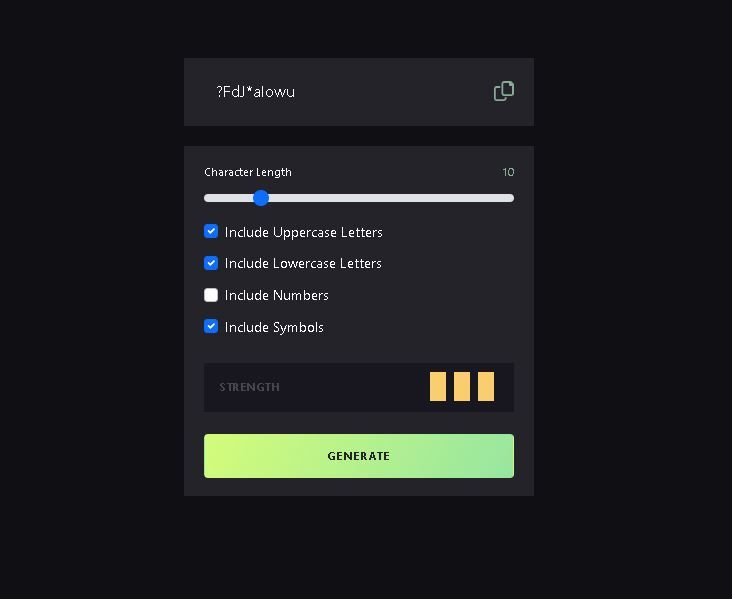 ?FdJ*alowu
Character Length 10
Include Uppercase Letters
Include Lowercase Letters
Include Numbers
Include Symbols
STRENGTH
GENERATE